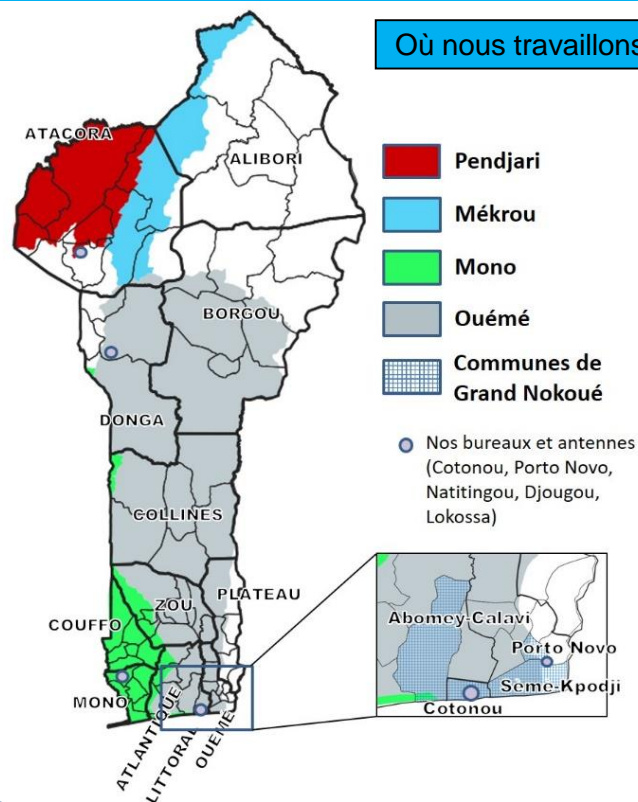 Où nous travaillons
ATACORA
ALIBORI
BORGOU
DONGA
COLLINES
PLATEAU
ZOU
COUFFO
MONO
ATLANTIQUE
LITTORAL
OUEMÉ
Pendjari
Mékrou
Mono
Ouémé
Communes de
Grand Nokoué
Nos bureaux et antennes
(Cotonou, Porto Novo,
Natitingou, Djougou,
Lokossa)
Abomey-Calavi
Porto Novo
Sème-Kpodji
Cotonou